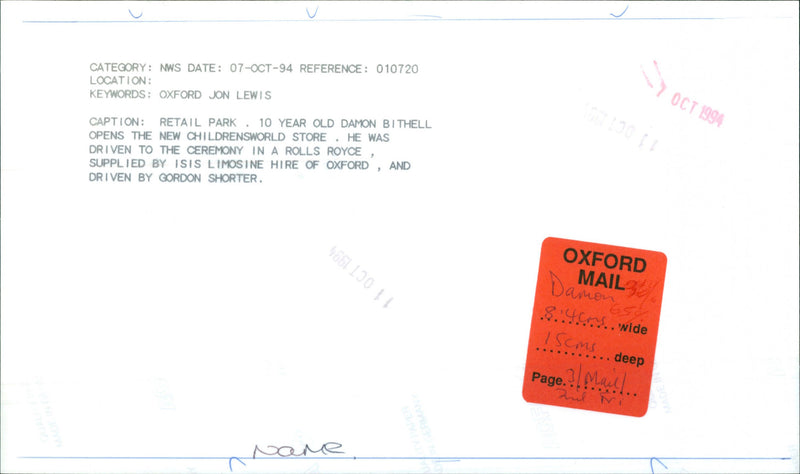 CATEGORY: NWS DATE: 07-OCT-94 REFERENCE: 010720
LOCATION:
KEYWORDS: OXFORD JON LEWIS
CAPTION: RETAIL PARK . 10 YEAR OLD DAMON BITHELL
OPENS THE NEW CHILDRENSWORLD STORE . HE WAS
DRIVEN TO THE CEREMONY IN A ROLLS ROYCE ,
SUPPLIED BY ISIS LIMOSINE HIRE OF OXFORD , AND
DRIVEN BY GORDON SHORTER.
OCT 1994
11 OCT 1994
11 OCT 1994
OXFORD
MAIL
Damon
65%
8.4cms wide
15cms deep
Page 3/Mail/
NAME